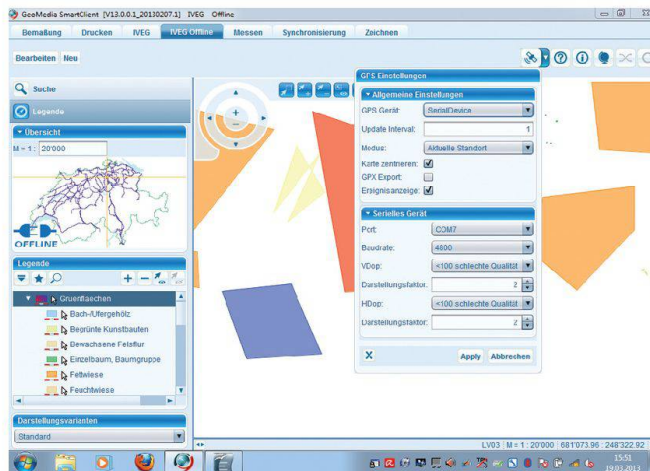 GeoMedia SmartClient [V13.0.0.1_20130207.1] IVEG Offline
Bemaßung Drucken IVEG IVEG Offline Messen Synchronisierung Zeichnen
Bearbeiten Neu
GPS Einstellungen
Suche
Legende
Übersicht
M = 1 : 20'000
OFFLINE
Legende
Gruenflaechen
Bach-/Ufergehölz
Begrünte Kunstbauten
Bewachsene Felsflur
Einzelbaum, Baumgruppe
Fettwiese
Feuchtwiese
Darstellungsvarianten
Standard
Allgemeine Einstellungen
GPS Gerät: SerialDevice
Update Interval: 1
Modus: Aktuelle Standort
Karte zentrieren:
GPX Export:
Ereignisanzeige:
Serielles Gerät
Port: COM7
Baudrate: 4800
VDop: <100 schlechte Qualität
Darstellungsfaktor: 2
HDop: <100 schlechte Qualität
Darstellungsfaktor: 2
X Apply Abbrechen
LV03 M = 1 : 20'000 681'073.96 : 248'322.92
15:51
19.03.2013